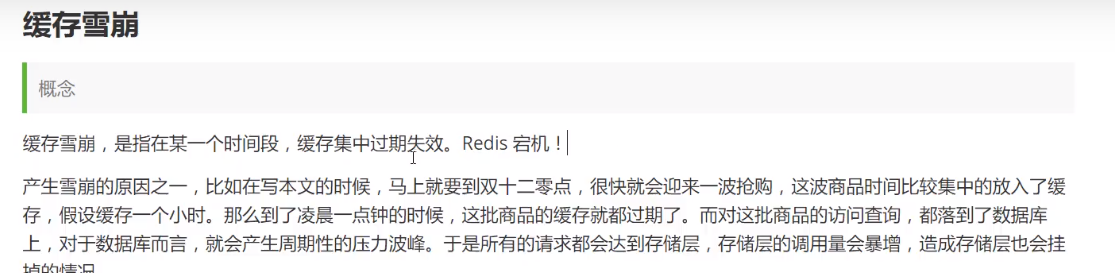 缓存雪崩
概念
缓存雪崩，是指在某一个时间段，缓存集中过期失效。Redis 宕机！
产生雪崩的原因之一，比如在写本文的时候，马上就要到双十二零点，很快就会迎来一波抢购，这波商品时间比较集中的放入了缓
存，假设缓存一个小时。那么到了凌晨一点钟的时候，这批商品的缓存就都过期了。而对这批商品的访问查询，都落到了数据库
上，对于数据库而言，就会产生周期性的压力波峰。于是所有的请求都会达到存储层，存储层的调用量会暴增，造成存储层也会挂
掉的情况